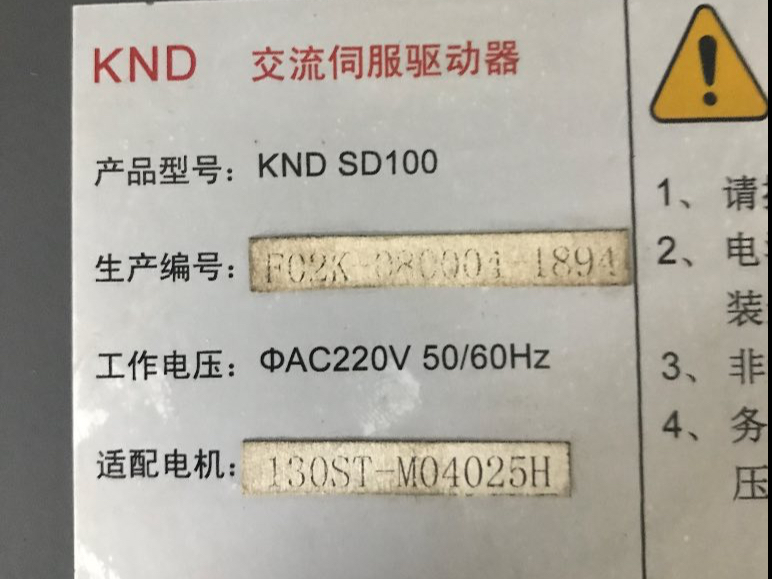 KND 交流伺服驱动器
产品型号：KND SD100
生产编号：F02K-080001-1894
工作电压：ΦAC220V 50/60Hz
适配电机：130ST-M04025H
1、请
2、电
装
3、非
4、务
压